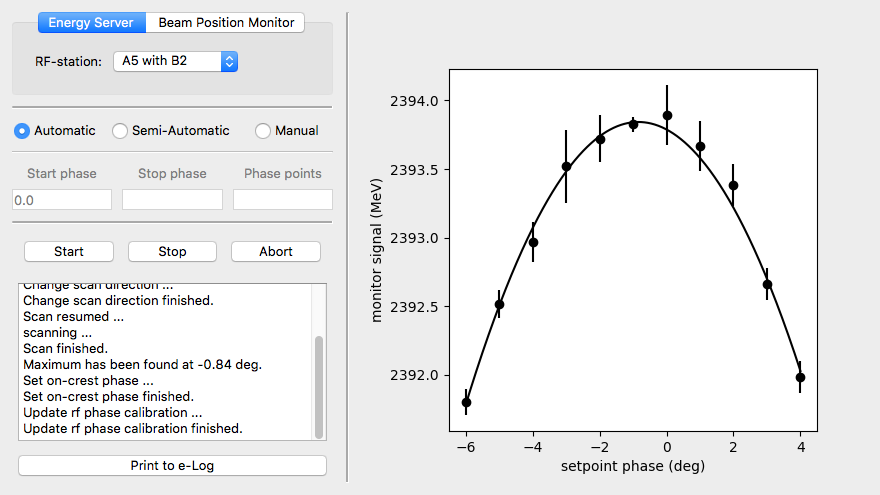 Energy Server Beam Position Monitor
RF-station: A5 with B2
Automatic Semi-Automatic Manual
Start phase Stop phase Phase points
0.0
Start Stop Abort
Change scan direction ...
Change scan direction finished.
Scan resumed ...
scanning ...
Scan finished.
Maximum has been found at -0.84 deg.
Set on-crest phase ...
Set on-crest phase finished.
Update rf phase calibration ...
Update rf phase calibration finished.
Print to e-Log
monitor signal (MeV)
2394.0
2393.5
2393.0
2392.5
2392.0
−6 −4 −2 0 2 4
setpoint phase (deg)